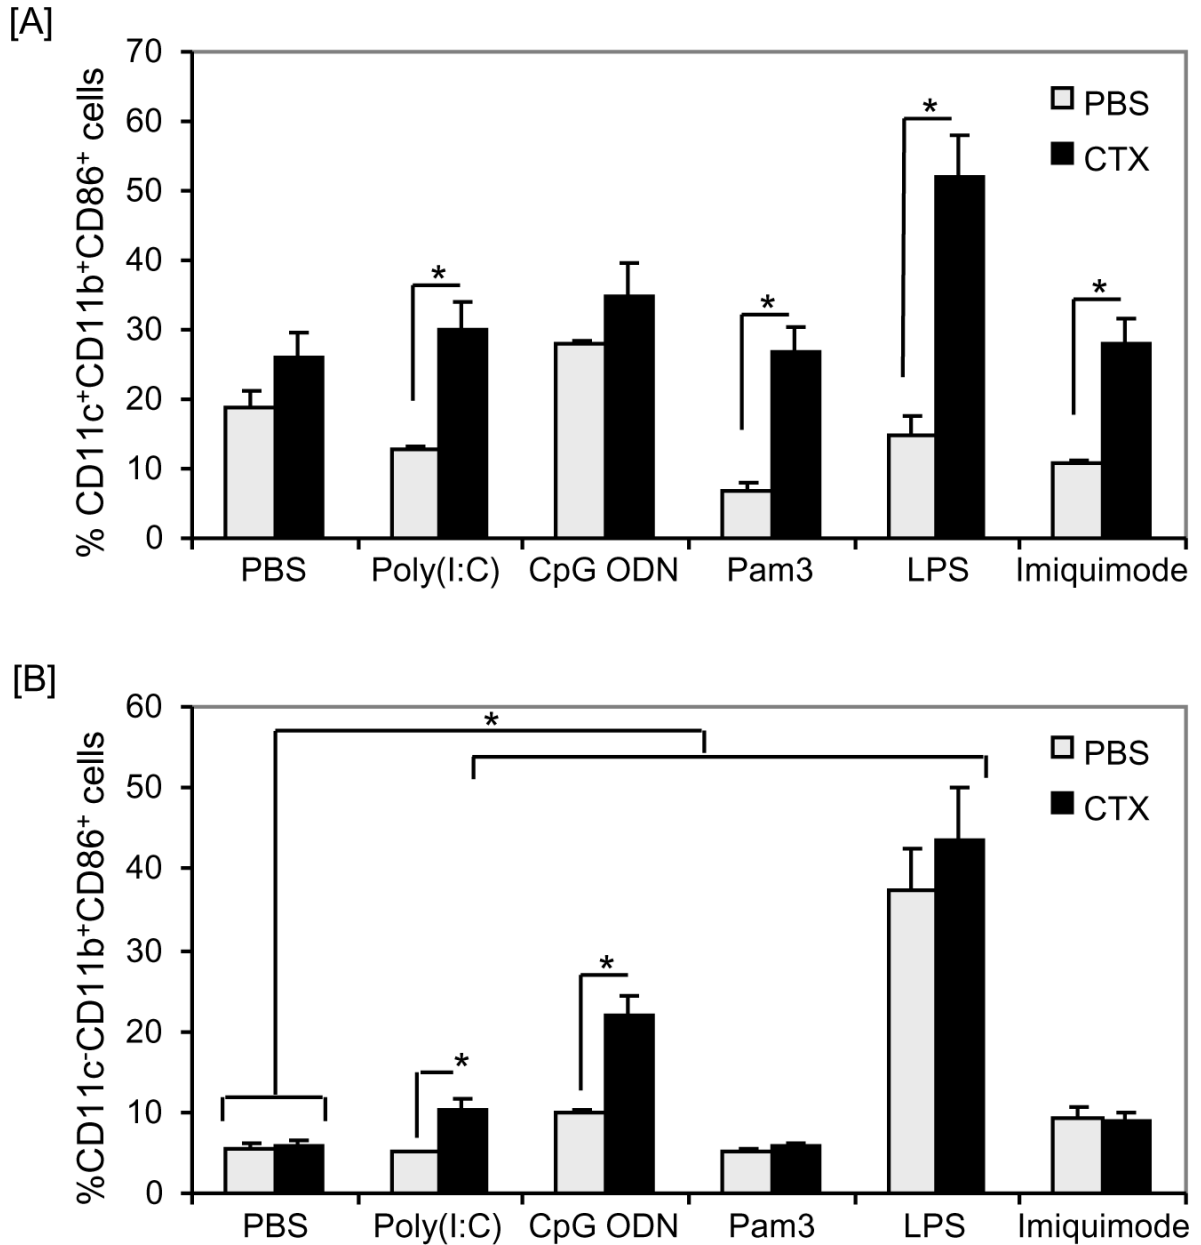 [A]
% CD11c⁺CD11b⁺CD86⁺ cells
70
60
50
40
30
20
10
0
PBS
CTX
*
*
*
*
PBS Poly(I:C) CpG ODN Pam3 LPS Imiquimode
[B]
%CD11c⁻CD11b⁺CD86⁺ cells
60
50
40
30
20
10
0
PBS
CTX
*
*
*
PBS Poly(I:C) CpG ODN Pam3 LPS Imiquimode